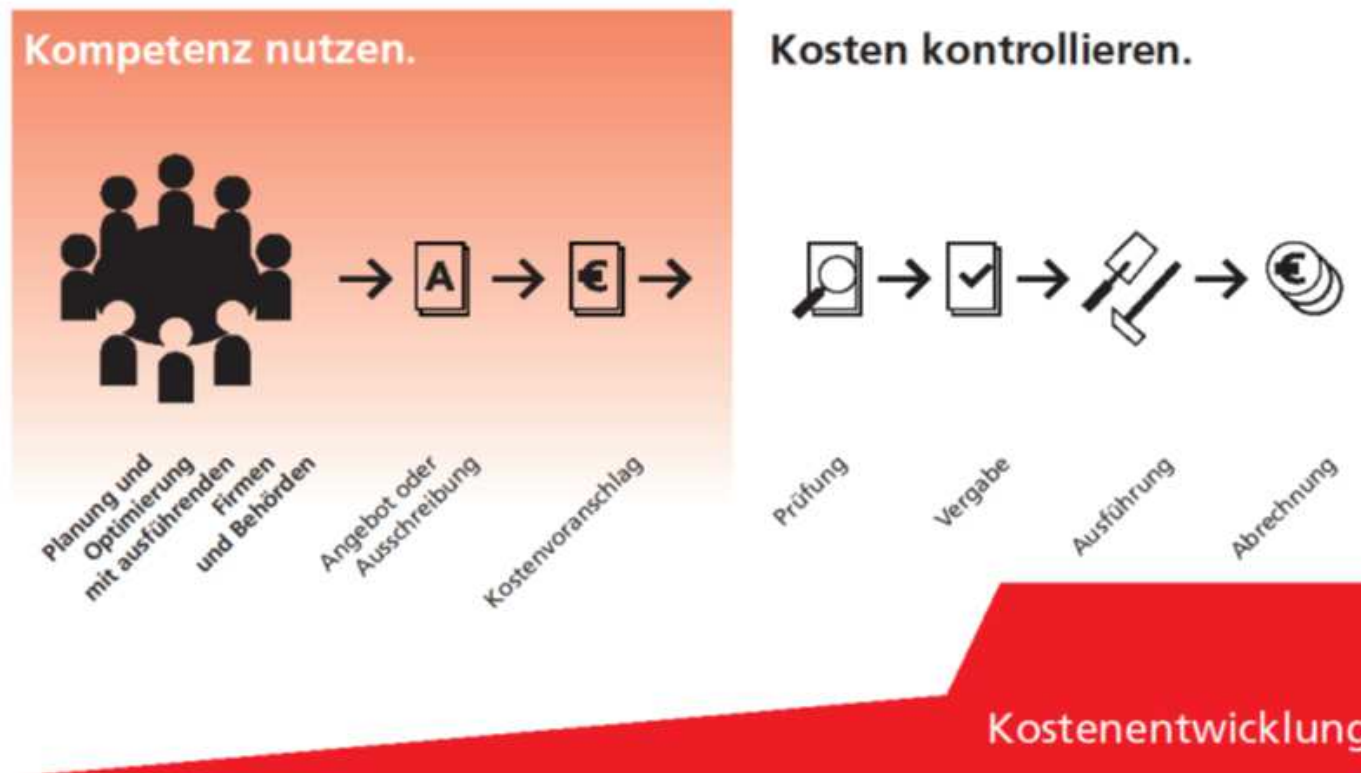 Kompetenz nutzen.
Kosten kontrollieren.
A
€
€
Planung und
Optimierung
mit ausführenden
Firmen
und Behörden
Angebot oder
Ausschreibung
Kostenvoranschlag
Prüfung
Vergabe
Ausführung
Abrechnung
Kostenentwicklung